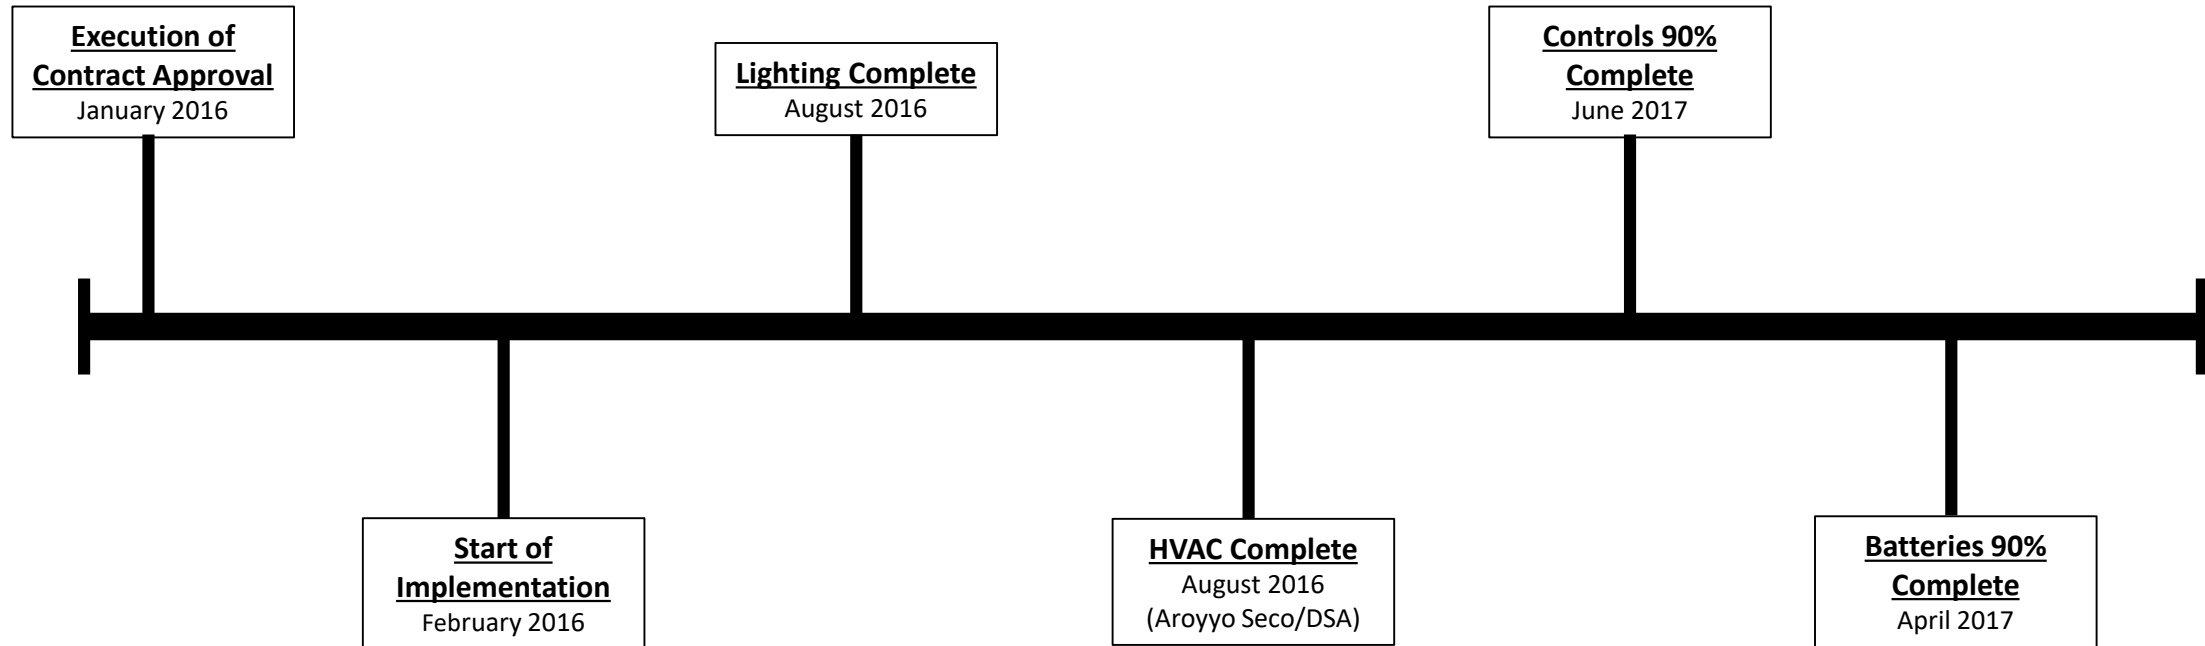 Execution of
Contract Approval
January 2016
Start of
Implementation
February 2016
Lighting Complete
August 2016
HVAC Complete
August 2016
(Aroyyo Seco/DSA)
Controls 90%
Complete
June 2017
Batteries 90%
Complete
April 2017